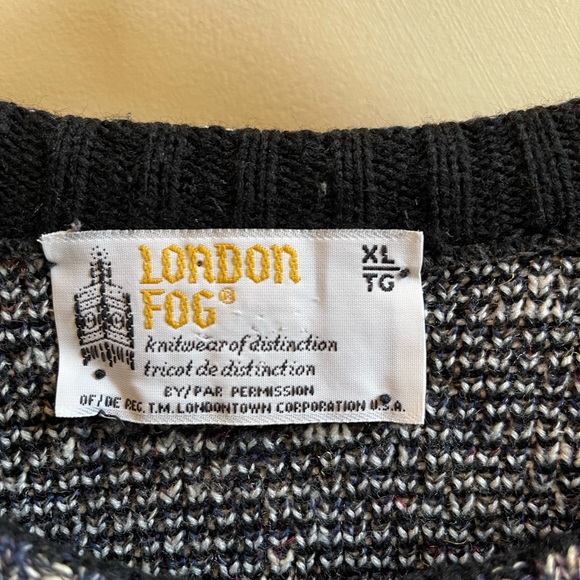 LONDON
FOG®
XL
TG
knitwear of distinction
tricot de distinction
BY/PAR PERMISSION
OF/DE REG. T.M. LONDONTOWN CORPORATION U.S.A.